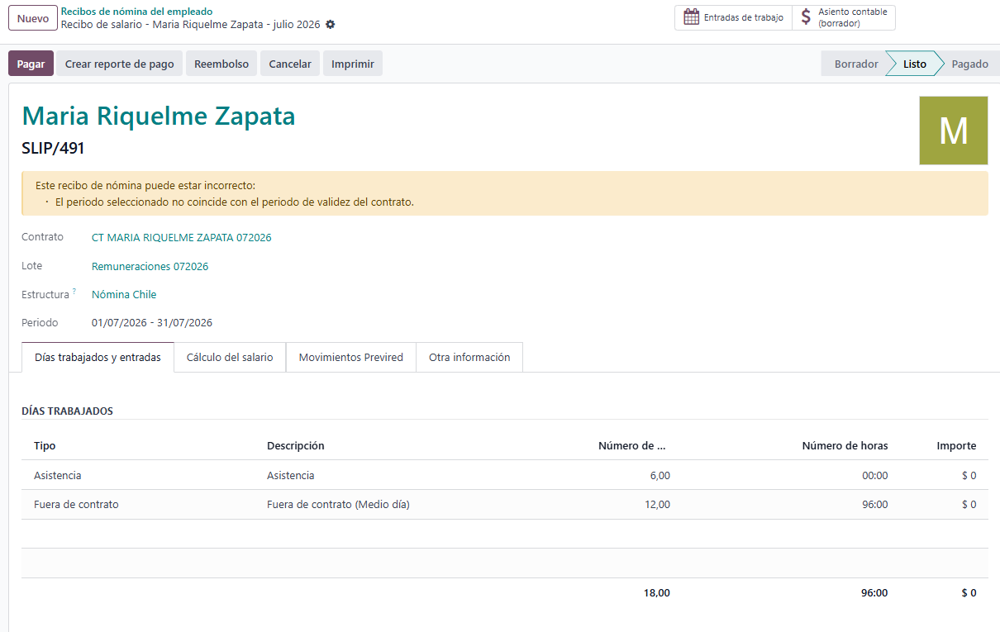 Nuevo
Recibos de nómina del empleado
Recibo de salario - Maria Riquelme Zapata - julio 2026
Entradas de trabajo
$ Asiento contable
(borrador)
Pagar Crear reporte de pago Reembolso Cancelar Imprimir
Borrador Listo Pagado
Maria Riquelme Zapata
M
SLIP/491
Este recibo de nómina puede estar incorrecto:
· El periodo seleccionado no coincide con el periodo de validez del contrato.
Contrato CT MARIA RIQUELME ZAPATA 072026
Lote Remuneraciones 072026
Estructura ? Nómina Chile
Periodo 01/07/2026 - 31/07/2026
Días trabajados y entradas Cálculo del salario Movimientos Previred Otra información
DÍAS TRABAJADOS
Tipo Descripción Número de ... Número de horas Importe
Asistencia Asistencia 6,00 00:00 $ 0
Fuera de contrato Fuera de contrato (Medio día) 12,00 96:00 $ 0
18,00 96:00 $ 0